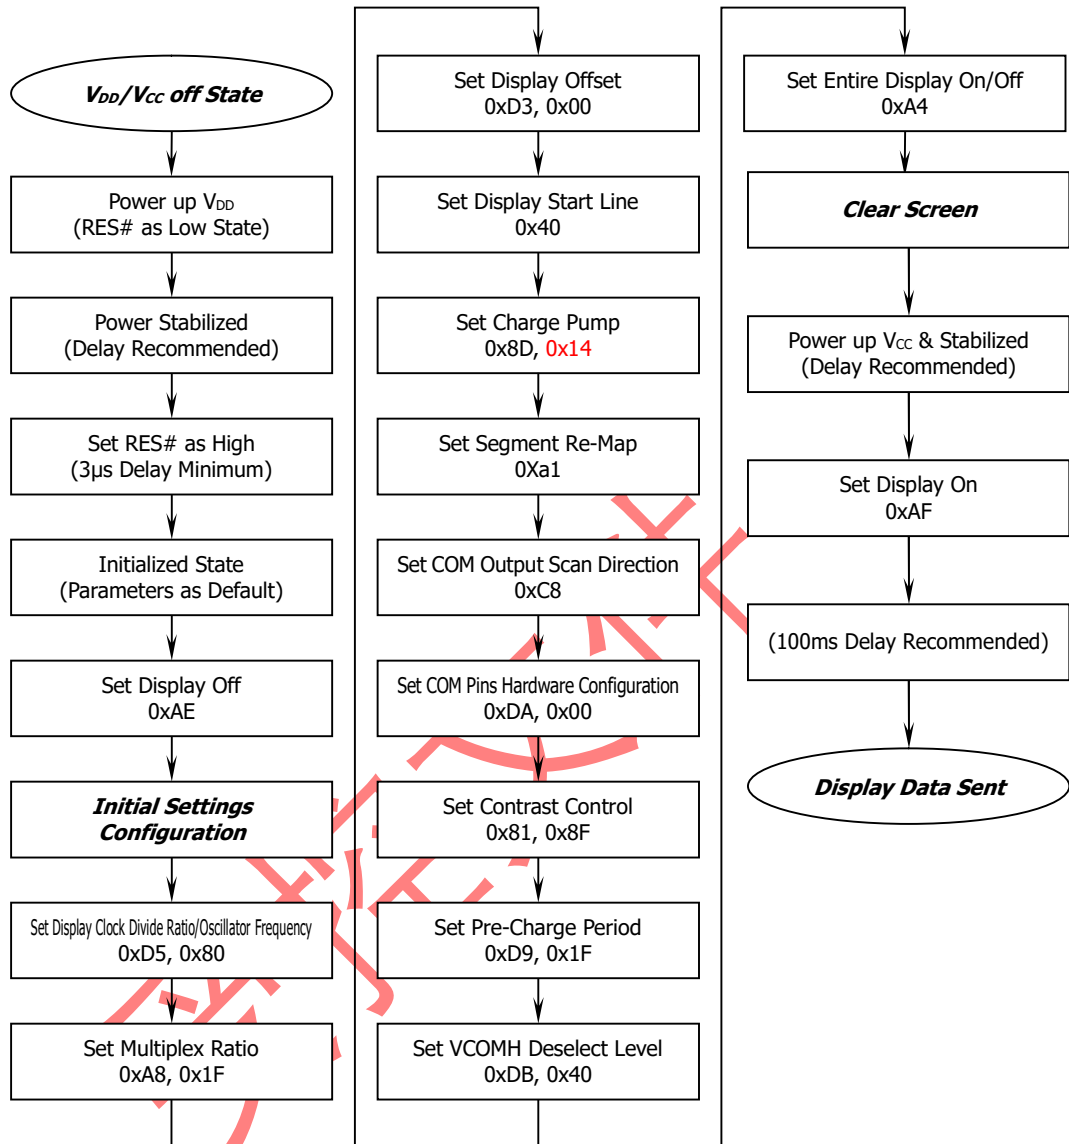 VDD/VCC off State
Power up VDD
(RES# as Low State)
Power Stabilized
(Delay Recommended)
Set RES# as High
(3μs Delay Minimum)
Initialized State
(Parameters as Default)
Set Display Off
0xAE
Initial Settings
Configuration
Set Display Clock Divide Ratio/Oscillator Frequency
0xD5, 0x80
Set Multiplex Ratio
0xA8, 0x1F
Set Display Offset
0xD3, 0x00
Set Display Start Line
0x40
Set Charge Pump
0x8D, 0x14
Set Segment Re-Map
0Xa1
Set COM Output Scan Direction
0xC8
Set COM Pins Hardware Configuration
0xDA, 0x00
Set Contrast Control
0x81, 0x8F
Set Pre-Charge Period
0xD9, 0x1F
Set VCOMH Deselect Level
0xDB, 0x40
Set Entire Display On/Off
0xA4
Clear Screen
Power up VCC & Stabilized
(Delay Recommended)
Set Display On
0xAF
(100ms Delay Recommended)
Display Data Sent